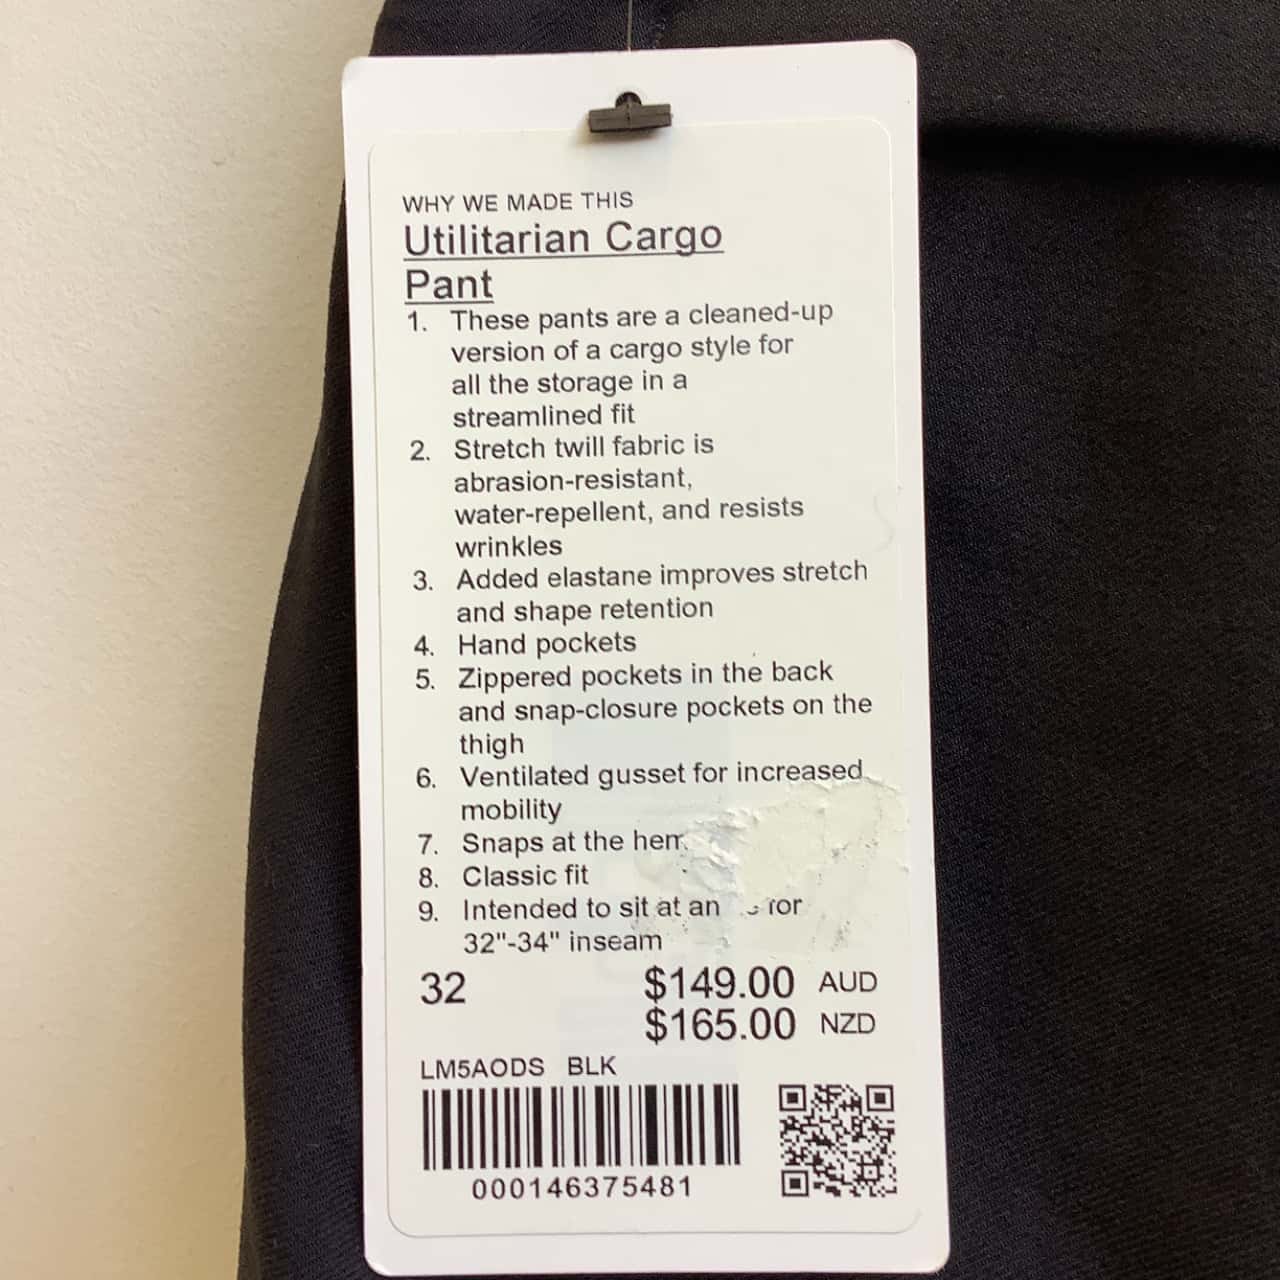 WHY WE MADE THIS
Utilitarian Cargo
Pant
1. These pants are a cleaned-up
version of a cargo style for
all the storage in a
streamlined fit
2. Stretch twill fabric is
abrasion-resistant,
water-repellent, and resists
wrinkles
3. Added elastane improves stretch
and shape retention
4. Hand pockets
5. Zippered pockets in the back
and snap-closure pockets on the
thigh
6. Ventilated gusset for increased
mobility
7. Snaps at the hem
8. Classic fit
9. Intended to sit at an
32"-34" inseam
32 $149.00 AUD
$165.00 NZD
LM5AODS BLK
000146375481